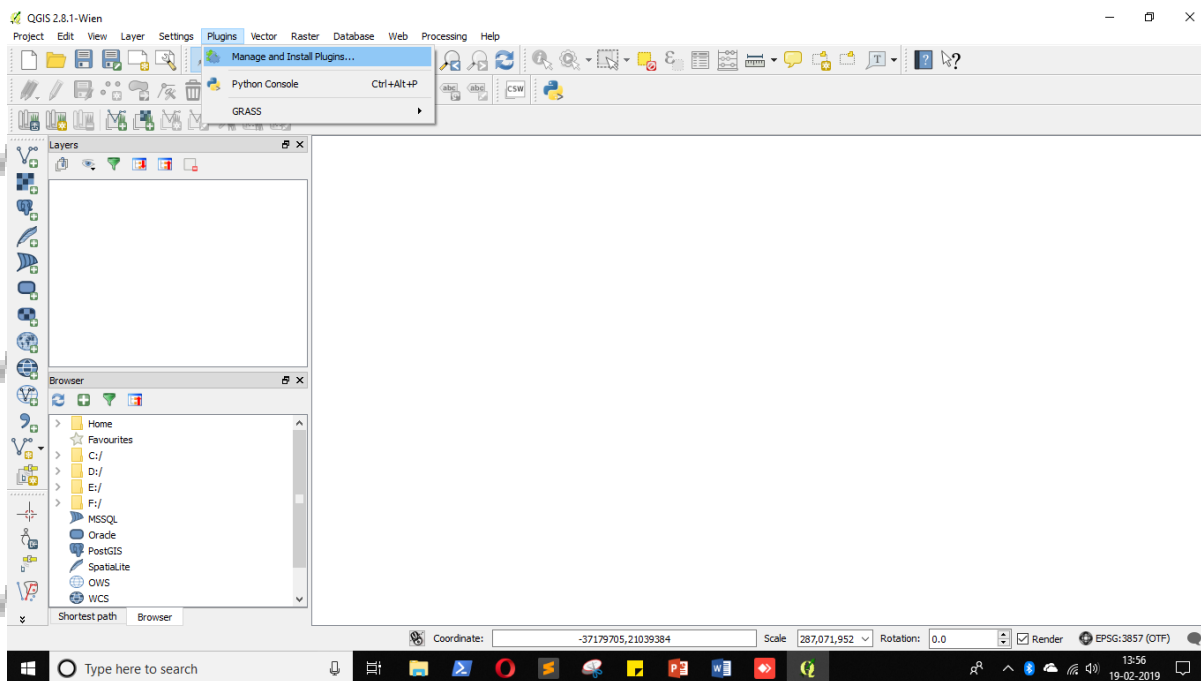 QGIS 2.8.1-Wien
Project Edit View Layer Settings Plugins Vector Raster Database Web Processing Help
Manage and Install Plugins...
Python Console Ctrl+Alt+P
GRASS
abc abc CSW
T
Layers
Browser
Home
Favourites
C:/
D:/
E:/
F:/
MSSQL
Oracle
PostGIS
SpatiaLite
OWS
WCS
Shortest path Browser
Coordinate: -37179705,21039384 Scale 287,071,952 Rotation: 0.0 Render EPSG:3857 (OTF)
Type here to search
13:56
19-02-2019